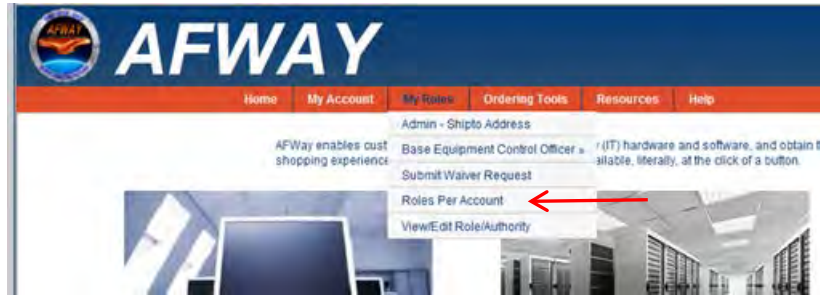 AFWAY
AFWAY
Home My Account My Roles Ordering Tools Resources Help
Admin - Shipto Address
Base Equipment Control Officer »
Submit Waiver Request
Roles Per Account
View/Edit Role/Authority
AFWay enables cust (IT) hardware and software, and obtain t
shopping experience ailable, literally, at the click of a button.